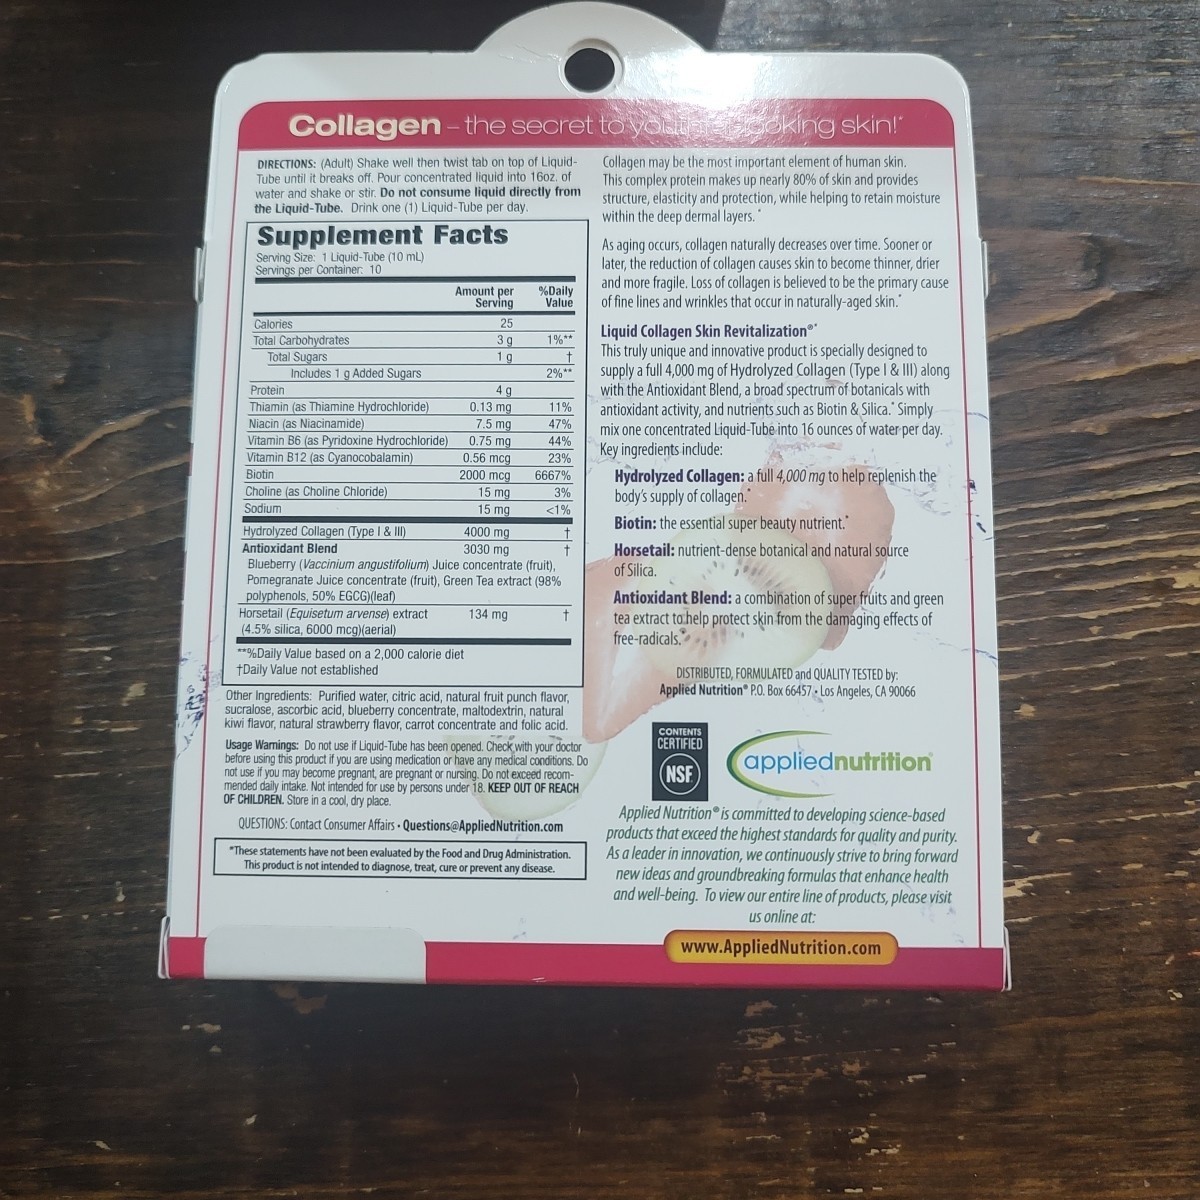 Collagen – the secret to looking skin!*
DIRECTIONS: (Adult) Shake well then twist tab on top of Liquid-
Tube until it breaks off. Pour concentrated liquid into 16oz. of
water and shake or stir. Do not consume liquid directly from
the Liquid-Tube. Drink one (1) Liquid-Tube per day.
Supplement Facts
Serving Size: 1 Liquid-Tube (10 mL)
Servings per Container: 10
Amount per Serving %Daily Value
Calories 25
Total Carbohydrates 3 g 1%**
Total Sugars 1 g †
Includes 1 g Added Sugars 2%**
Protein 4 g
Thiamin (as Thiamine Hydrochloride) 0.13 mg 11%
Niacin (as Niacinamide) 7.5 mg 47%
Vitamin B6 (as Pyridoxine Hydrochloride) 0.75 mg 44%
Vitamin B12 (as Cyanocobalamin) 0.56 mcg 23%
Biotin 2000 mcg 6667%
Choline (as Choline Chloride) 15 mg 3%
Sodium 15 mg <1%
Hydrolyzed Collagen (Type I & III) 4000 mg †
Antioxidant Blend 3030 mg †
Blueberry (Vaccinium angustifolium) Juice concentrate (fruit),
Pomegranate Juice concentrate (fruit), Green Tea extract (98%
polyphenols, 50% EGCG)(leaf)
Horsetail (Equisetum arvense) extract 134 mg †
(4.5% silica, 6000 mcg)(aerial)
**%Daily Value based on a 2,000 calorie diet
†Daily Value not established
Other Ingredients: Purified water, citric acid, natural fruit punch flavor,
sucralose, ascorbic acid, blueberry concentrate, maltodextrin, natural
kiwi flavor, natural strawberry flavor, carrot concentrate and folic acid.
Usage Warnings: Do not use if Liquid-Tube has been opened. Check with your doctor
before using this product if you are using medication or have any medical conditions. Do
not use if you may become pregnant, are pregnant or nursing. Do not exceed recom-
mended daily intake. Not intended for use by persons under 18. KEEP OUT OF REACH
OF CHILDREN. Store in a cool, dry place.
QUESTIONS: Contact Consumer Affairs • Questions@AppliedNutrition.com
*These statements have not been evaluated by the Food and Drug Administration.
This product is not intended to diagnose, treat, cure or prevent any disease.
Collagen may be the most important element of human skin.
This complex protein makes up nearly 80% of skin and provides
structure, elasticity and protection, while helping to retain moisture
within the deep dermal layers.*
As aging occurs, collagen naturally decreases over time. Sooner or
later, the reduction of collagen causes skin to become thinner, drier
and more fragile. Loss of collagen is believed to be the primary cause
of fine lines and wrinkles that occur in naturally-aged skin.*
Liquid Collagen Skin Revitalization®*
This truly unique and innovative product is specially designed to
supply a full 4,000 mg of Hydrolyzed Collagen (Type I & III) along
with the Antioxidant Blend, a broad spectrum of botanicals with
antioxidant activity, and nutrients such as Biotin & Silica.* Simply
mix one concentrated Liquid-Tube into 16 ounces of water per day.
Key ingredients include:
Hydrolyzed Collagen: a full 4,000 mg to help replenish the
body's supply of collagen.*
Biotin: the essential super beauty nutrient.*
Horsetail: nutrient-dense botanical and natural source
of Silica.
Antioxidant Blend: a combination of super fruits and green
tea extract to help protect skin from the damaging effects of
free-radicals.*
DISTRIBUTED, FORMULATED and QUALITY TESTED by:
Applied Nutrition® P.O. Box 66457 • Los Angeles, CA 90066
CONTENTS
CERTIFIED
NSF
appliednutrition®
Applied Nutrition® is committed to developing science-based
products that exceed the highest standards for quality and purity.
As a leader in innovation, we continuously strive to bring forward
new ideas and groundbreaking formulas that enhance health
and well-being. To view our entire line of products, please visit
us online at:
www.AppliedNutrition.com